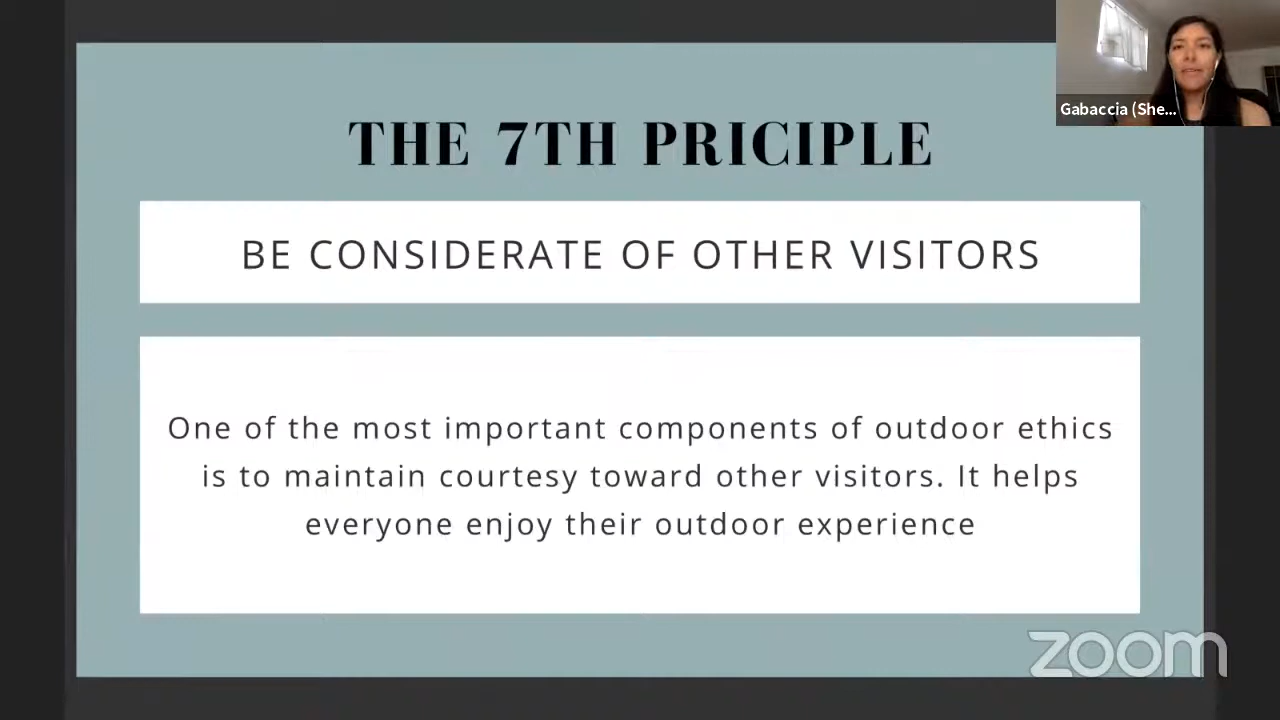 THE 7TH PRICIPLE
Gabaccia (She...
BE CONSIDERATE OF OTHER VISITORS
One of the most important components of outdoor ethics
is to maintain courtesy toward other visitors. It helps
everyone enjoy their outdoor experience
zoom